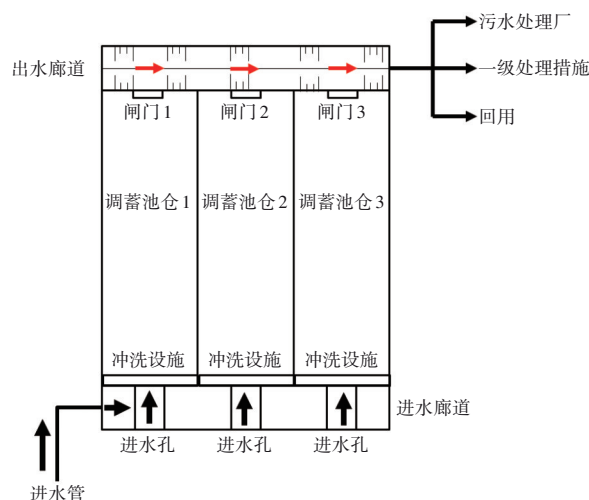 污水处理厂
出水廊道
一级处理措施
闸门1
闸门2
闸门3
回用
调蓄池仓1
调蓄池仓2
调蓄池仓3
冲洗设施
冲洗设施
冲洗设施
进水廊道
进水孔
进水孔
进水孔
进水管